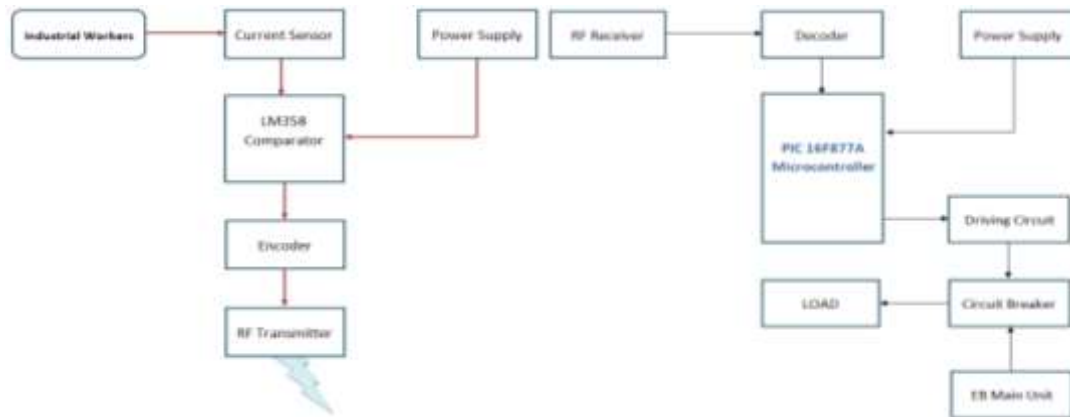 Industrial Workers
Current Sensor
Power Supply
LM358
Comparator
Encoder
RF Transmitter
RF Receiver
Decoder
Power Supply
PIC 16F877A
Microcontroller
Driving Circuit
LOAD
Circuit Breaker
EB Main Unit